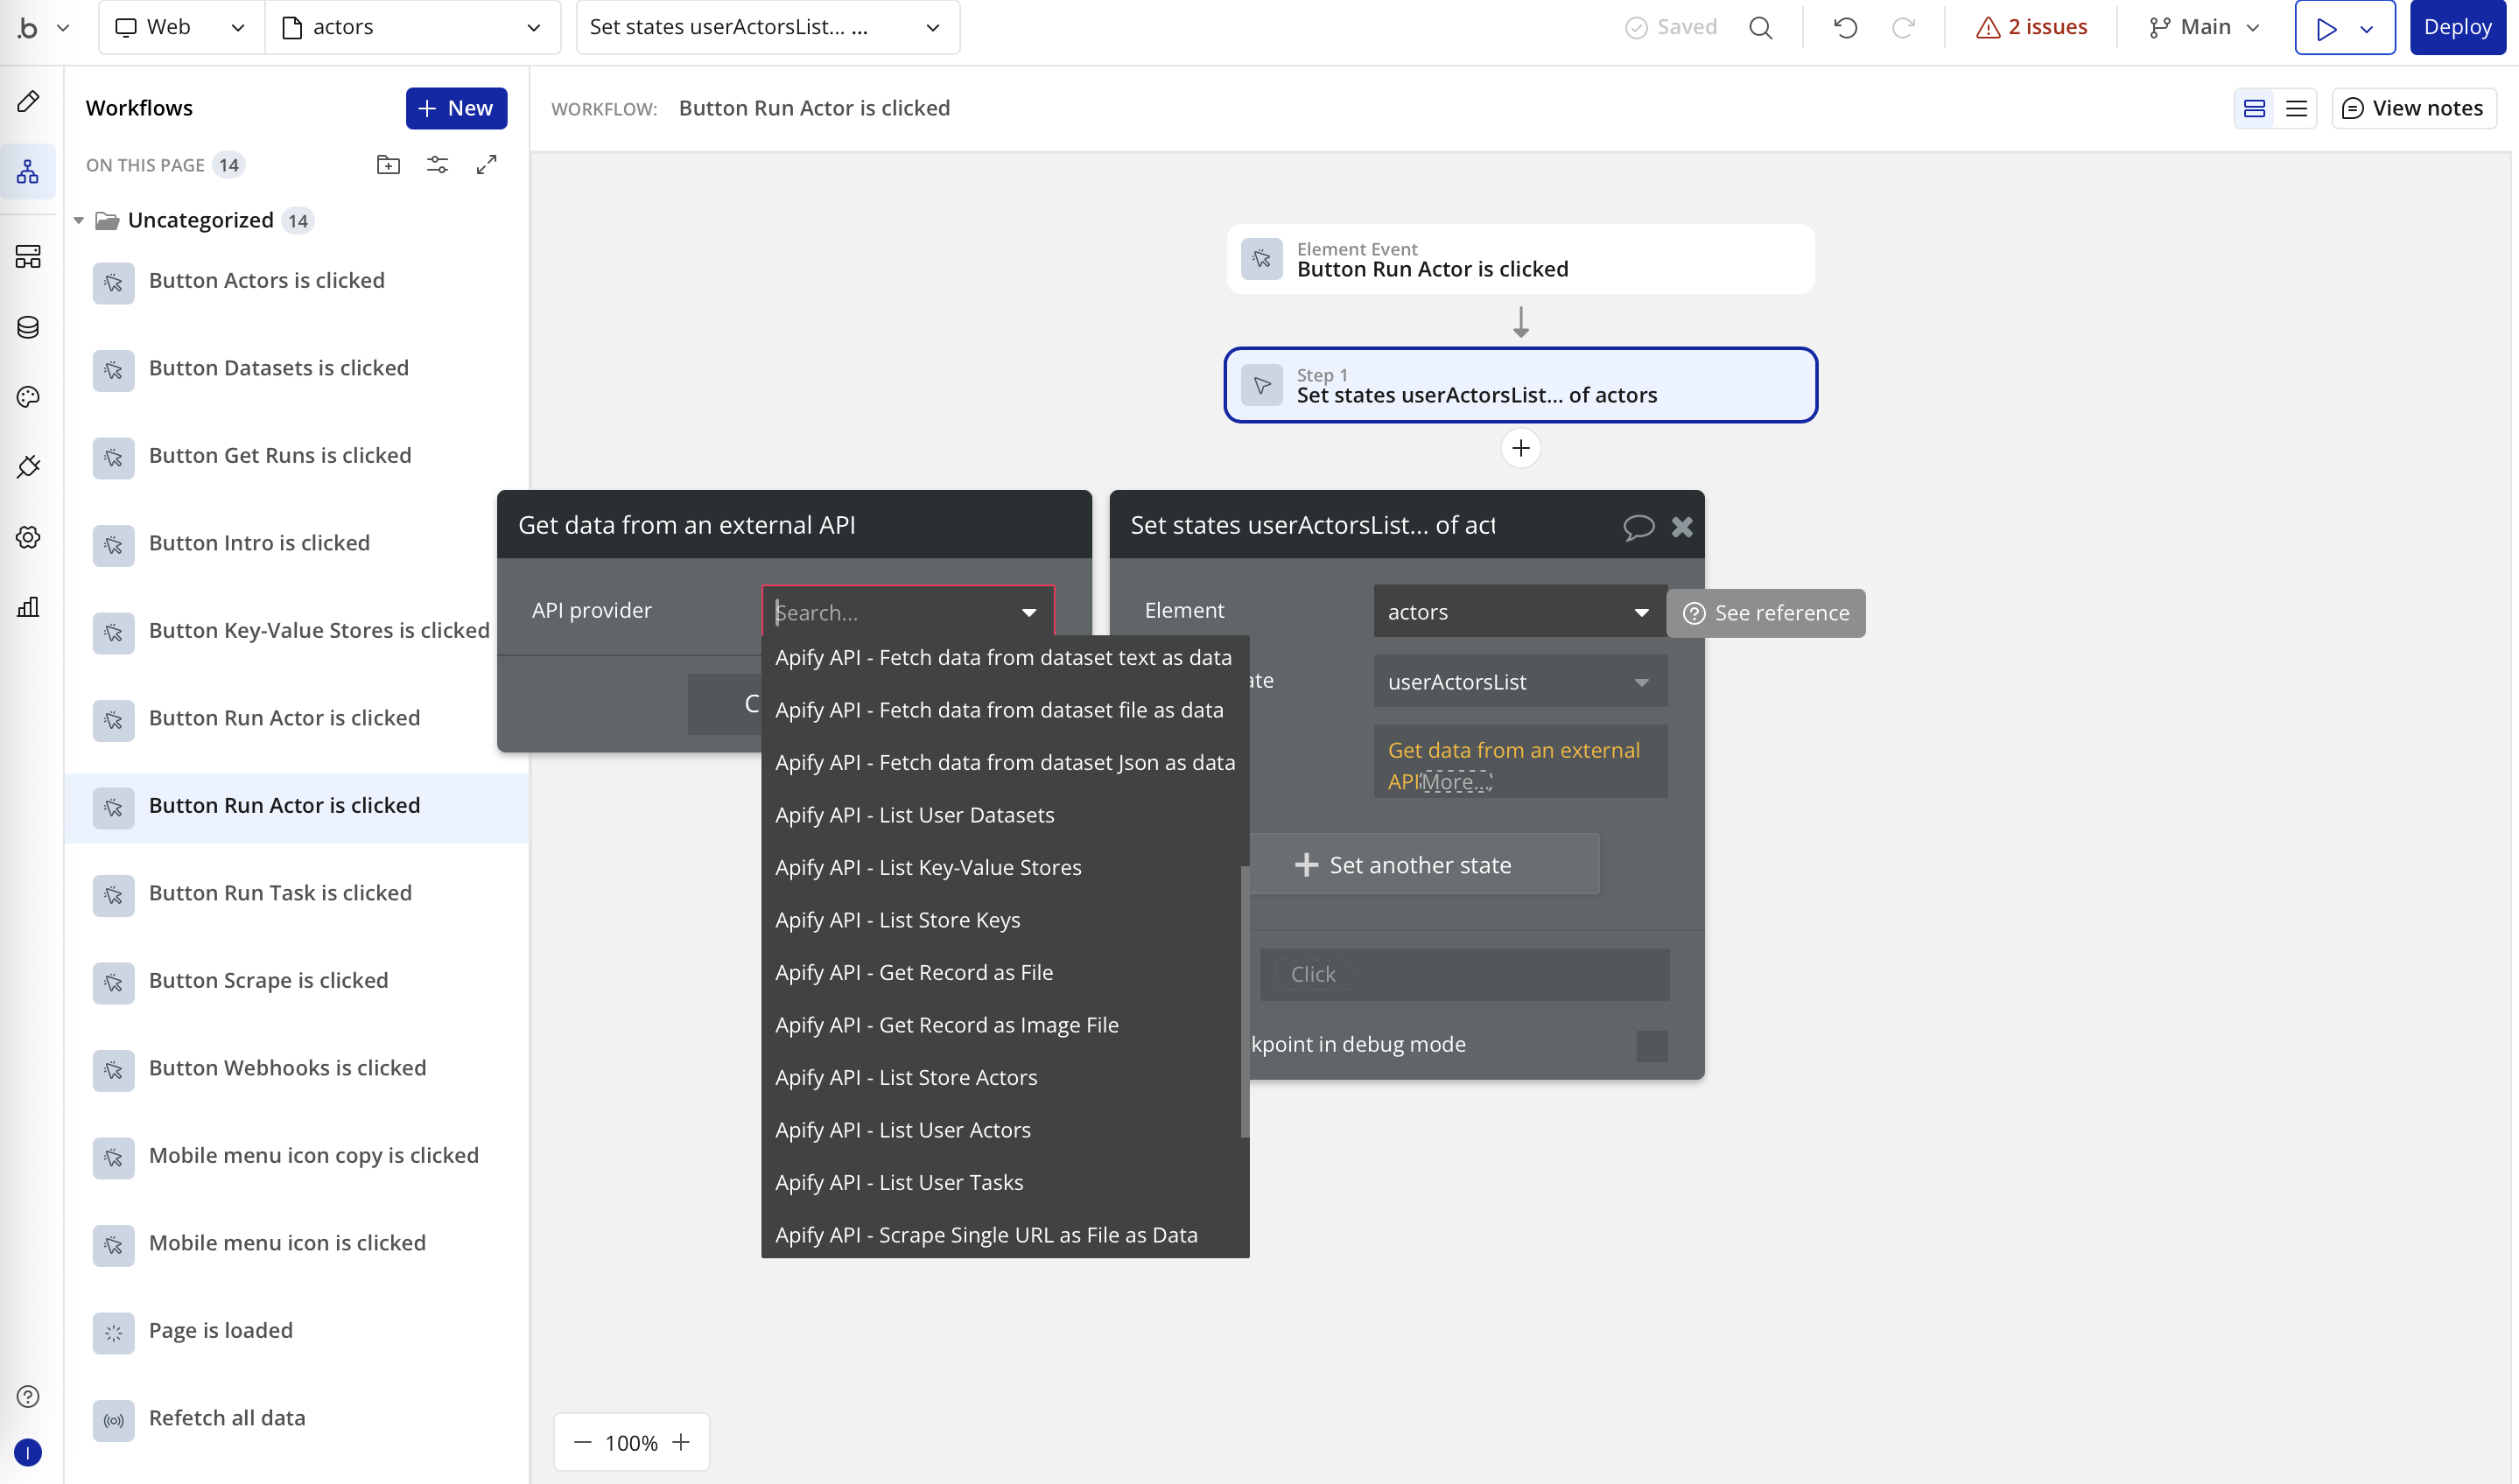 .b
Web
actors
Set states userActorsList... ...
Saved
2 issues
Main
Deploy
Workflows
New
ON THIS PAGE 14
Uncategorized 14
Button Actors is clicked
Button Datasets is clicked
Button Get Runs is clicked
Button Intro is clicked
Button Key-Value Stores is clicked
Button Run Actor is clicked
Button Run Actor is clicked
Button Run Task is clicked
Button Scrape is clicked
Button Webhooks is clicked
Mobile menu icon copy is clicked
Mobile menu icon is clicked
Page is loaded
Refetch all data
I
WORKFLOW: Button Run Actor is clicked
View notes
Element Event
Button Run Actor is clicked
Step 1
Set states userActorsList... of actors
Get data from an external API
API provider
Search...
C
Apify API - Fetch data from dataset text as data
Apify API - Fetch data from dataset file as data
Apify API - Fetch data from dataset Json as data
Apify API - List User Datasets
Apify API - List Key-Value Stores
Apify API - List Store Keys
Apify API - Get Record as File
Apify API - Get Record as Image File
Apify API - List Store Actors
Apify API - List User Actors
Apify API - List User Tasks
Apify API - Scrape Single URL as File as Data
Set states userActorsList... of act
Element
actors
See reference
ate
userActorsList
Get data from an external
API More...
Set another state
Click
kpoint in debug mode
100%